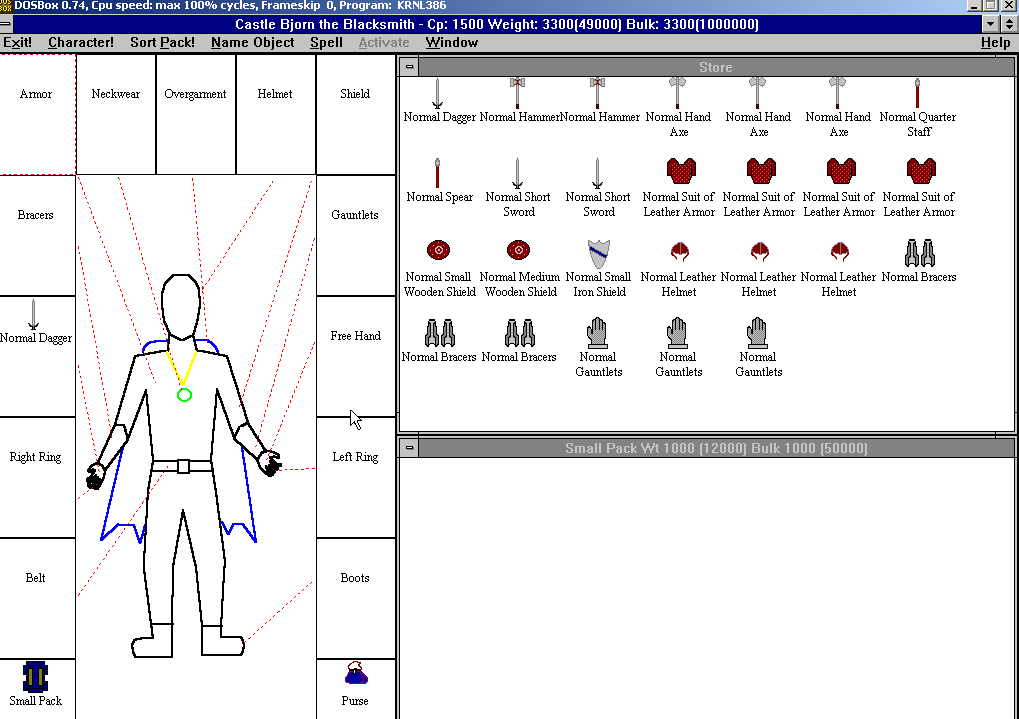 DOSBox 0.74, Cpu speed: max 100% cycles, Frameskip 0, Program: KRNL386
Castle Bjorn the Blacksmith - Cp: 1500 Weight: 3300(49000) Bulk: 3300(1000000)
Exit! Character! Sort Pack! Name Object Spell Activate Window Help
Armor Neckwear Overgarment Helmet Shield
Bracers Gauntlets
Normal Dagger Free Hand
Right Ring Left Ring
Belt Boots
Small Pack Purse
Store
Normal Dagger Normal Hammer Normal Hammer Normal Hand Normal Hand Normal Hand Normal Quarter
Axe Axe Axe Staff
Normal Spear Normal Short Normal Short Normal Suit of Normal Suit of Normal Suit of Normal Suit of
Sword Sword Leather Armor Leather Armor Leather Armor Leather Armor
Normal Small Normal Medium Normal Small Normal Leather Normal Leather Normal Leather Normal Bracers
Wooden Shield Wooden Shield Iron Shield Helmet Helmet Helmet
Normal Bracers Normal Bracers Normal Normal Normal
Gauntlets Gauntlets Gauntlets
Small Pack Wt 1000 (12000) Bulk 1000 (50000)